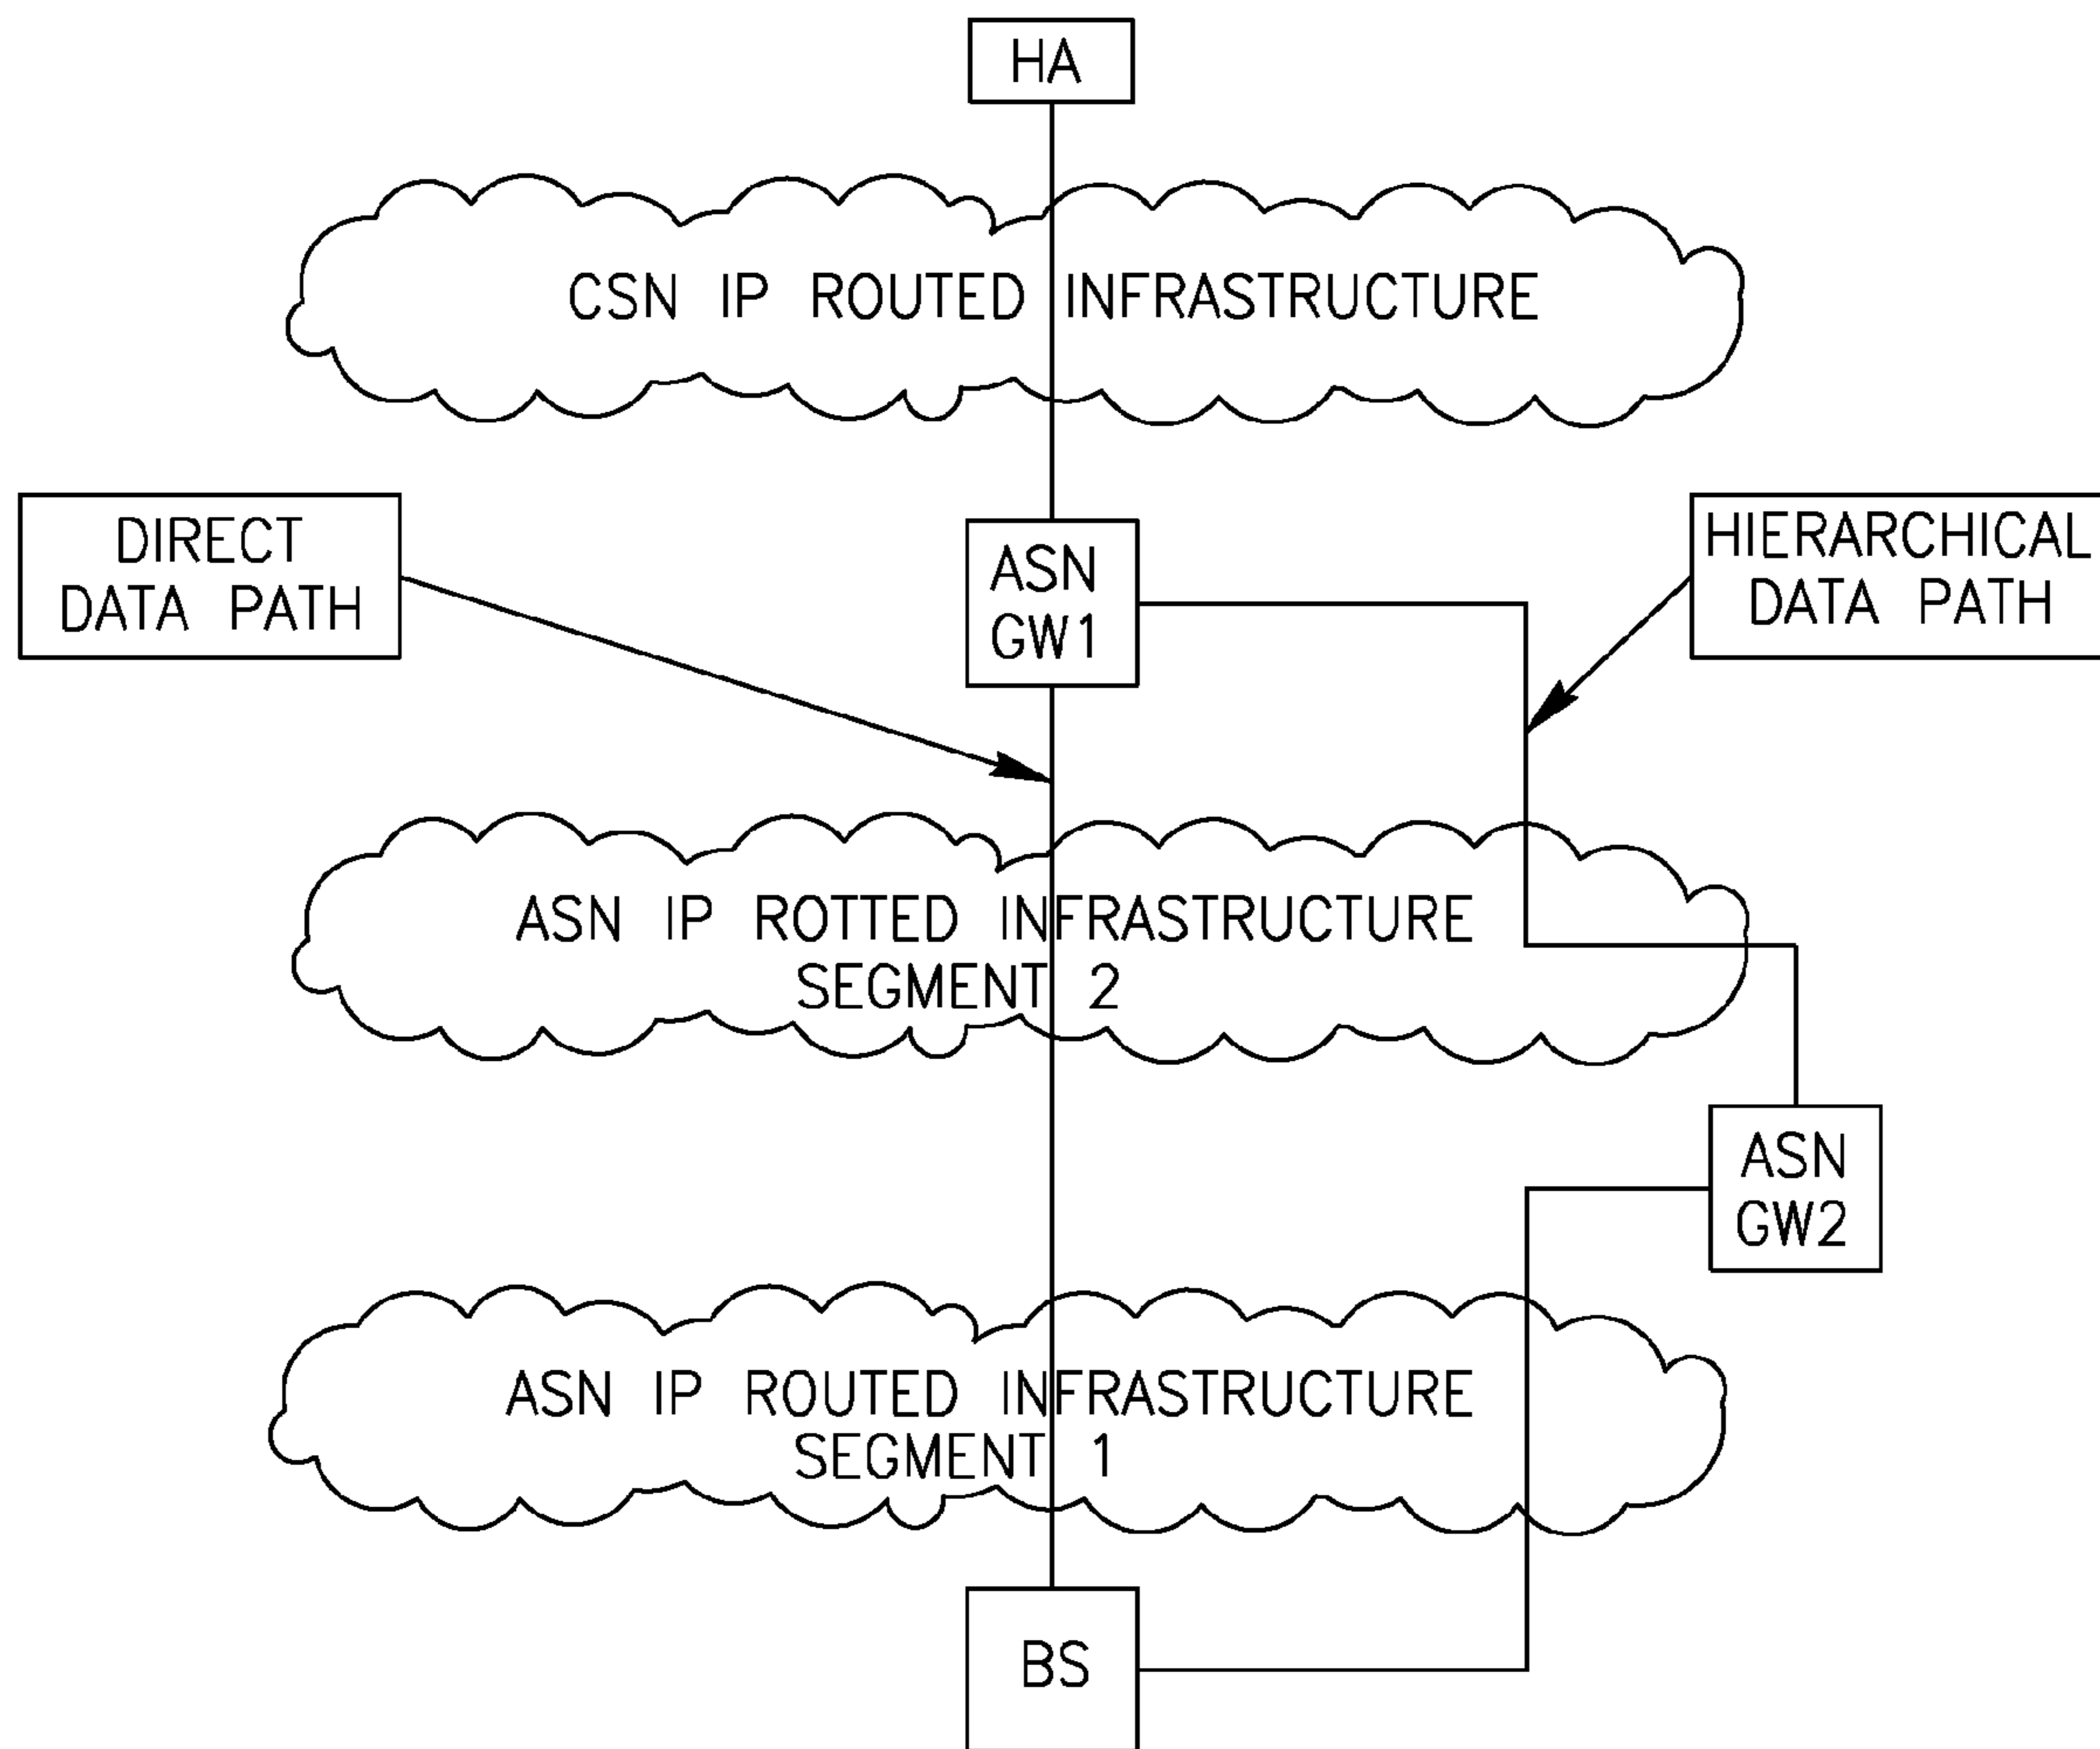 HA
CSN IP ROUTED INFRASTRUCTURE
DIRECT
DATA PATH
ASN
GW1
HIERARCHICAL
DATA PATH
ASN IP ROTTED INFRASTRUCTURE
SEGMENT 2
ASN
GW2
ASN IP ROUTED INFRASTRUCTURE
SEGMENT 1
BS